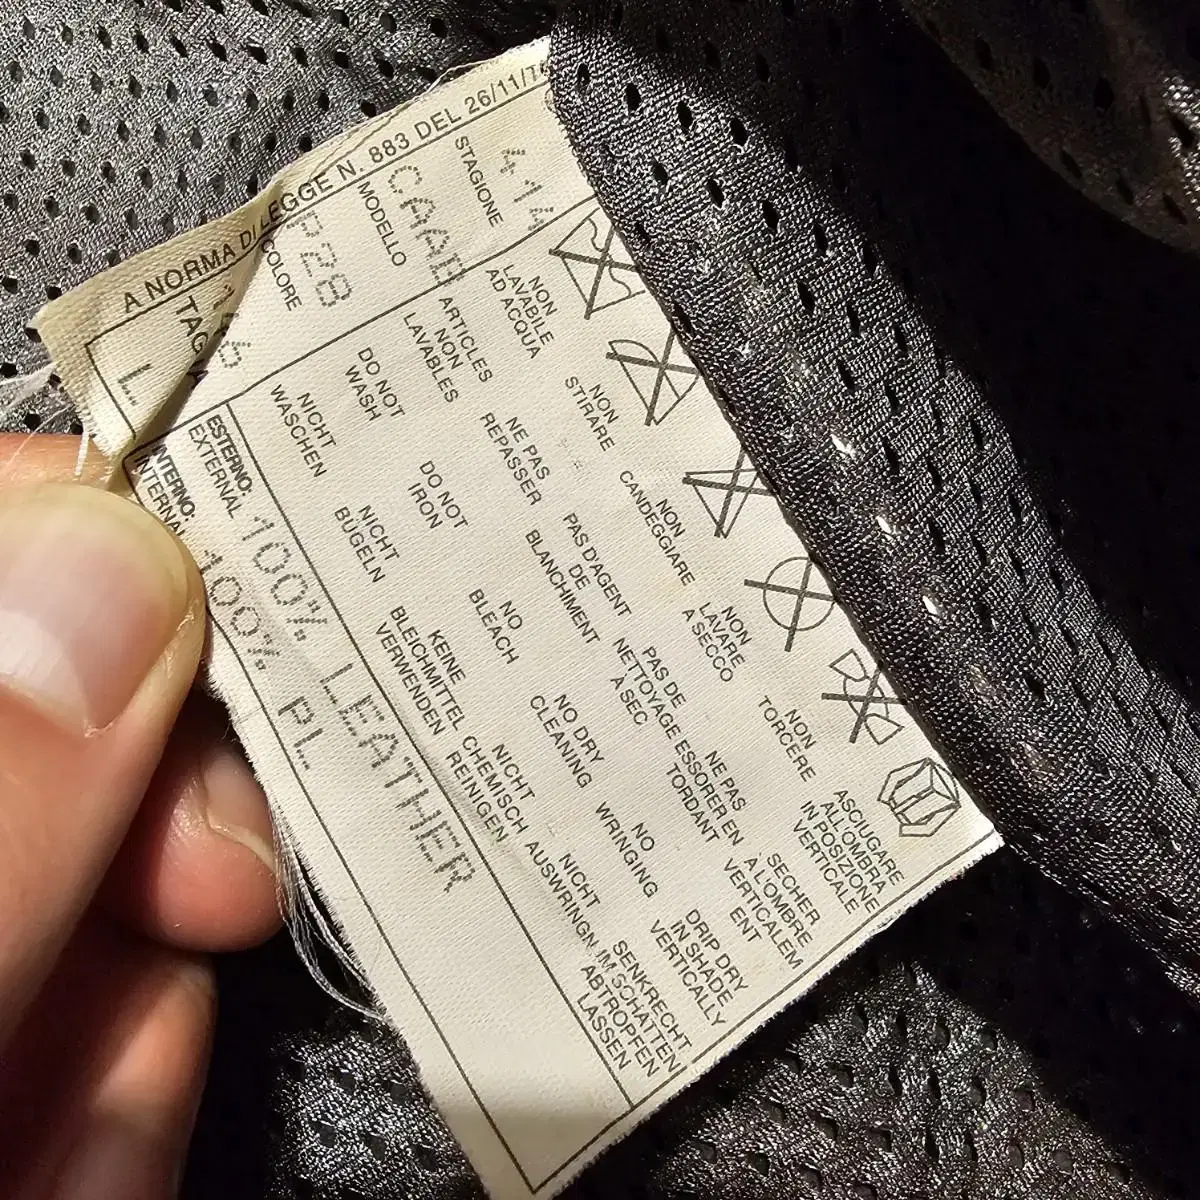 A NORMA DI LEGGE N. 883 DEL 26/11/7
TAG
L.
COLORE
P28
MODELLO
CAAB
STAGIONE
NON
LAVABILE
AD ACQUA
ARTICLES
NON
LAVABLES
DO NOT
WASH
NICHT
WASCHEN
NON
STIRARE
NE PAS
REPASSER
DO NOT
IRON
NICHT
BÜGELN
NON
CANDEGGIARE
PAS D'AGENT
DE
BLANCHIMENT
NO
BLEACH
KEINE
BLEICHMITTEL
VERWENDEN
NON
LAVARE
A SECCO
PAS DE
NETTOYAGE
A SEC
NO DRY
CLEANING
NICHT
CHEMISCH
REINIGEN
NON
TORCERE
NE PAS
ESSORER EN
TORDANT
NO
WRINGING
NICHT
AUSWRINGN.
ASCIUGARE
ALL'OMBRA
IN POSIZIONE
VERTICALE
SECHER
A L'OMBRE
VERTICALEM
ENT
DRIP DRY
IN SHADE
VERTICALLY
SENKRECHT
IM SCHATTEN
ABTROPFEN
LASSEN
ESTERNO:
EXTERNAL
100% LEATHER
INTERNO:
INTERNAL
100% PL